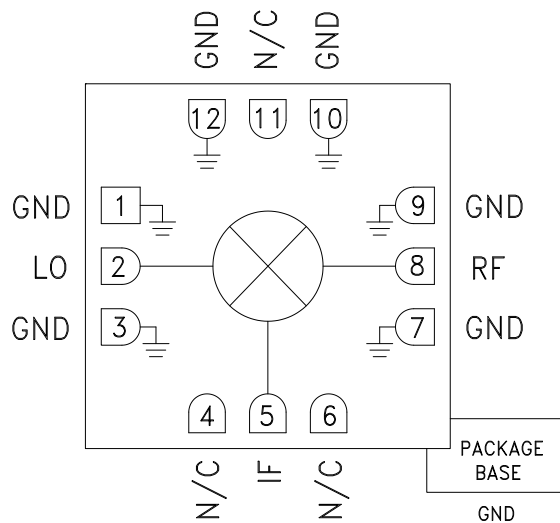 GND
N/C
GND
12
11
10
GND
1
9
GND
LO
2
8
RF
GND
3
7
GND
4
5
6
N/C
IF
N/C
PACKAGE
BASE
GND